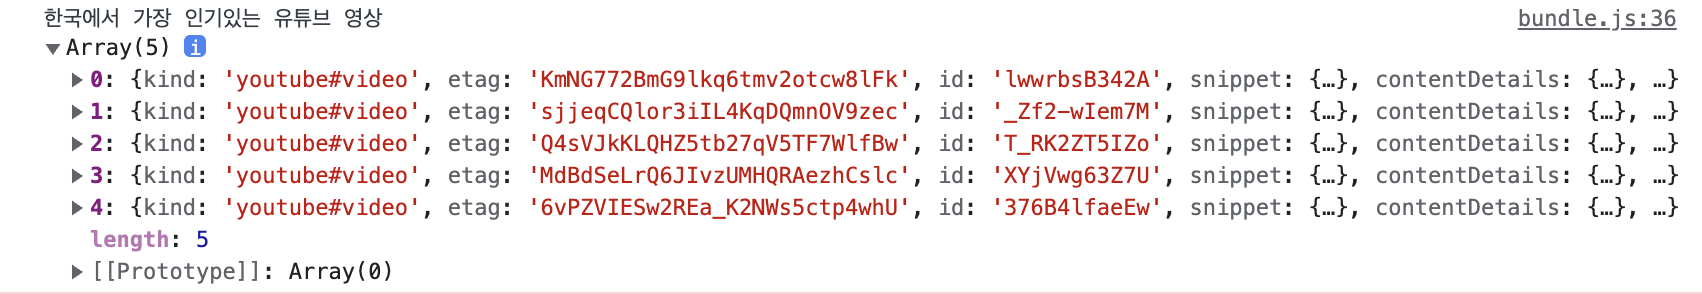 한국에서 가장 인기있는 유튜브 영상 bundle.js:36
▼Array(5) i
▶0: {kind: 'youtube#video', etag: 'KmNG772BmG9lkq6tmv2otcw8lFk', id: 'lwwrbsB342A', snippet: {…}, contentDetails: {…}, …}
▶1: {kind: 'youtube#video', etag: 'sjjeqCQlor3iIL4KqDQmnOV9zec', id: '_Zf2-wIem7M', snippet: {…}, contentDetails: {…}, …}
▶2: {kind: 'youtube#video', etag: 'Q4sVJkKLQHZ5tb27qV5TF7WlfBw', id: 'T_RK2ZT5IZo', snippet: {…}, contentDetails: {…}, …}
▶3: {kind: 'youtube#video', etag: 'MdBdSeLrQ6JIvzUMHQRAezhCslc', id: 'XYjVwg63Z7U', snippet: {…}, contentDetails: {…}, …}
▶4: {kind: 'youtube#video', etag: '6vPZVIESw2REa_K2NWs5ctp4whU', id: '376B4lfaeEw', snippet: {…}, contentDetails: {…}, …}
length: 5
▶[[Prototype]]: Array(0)